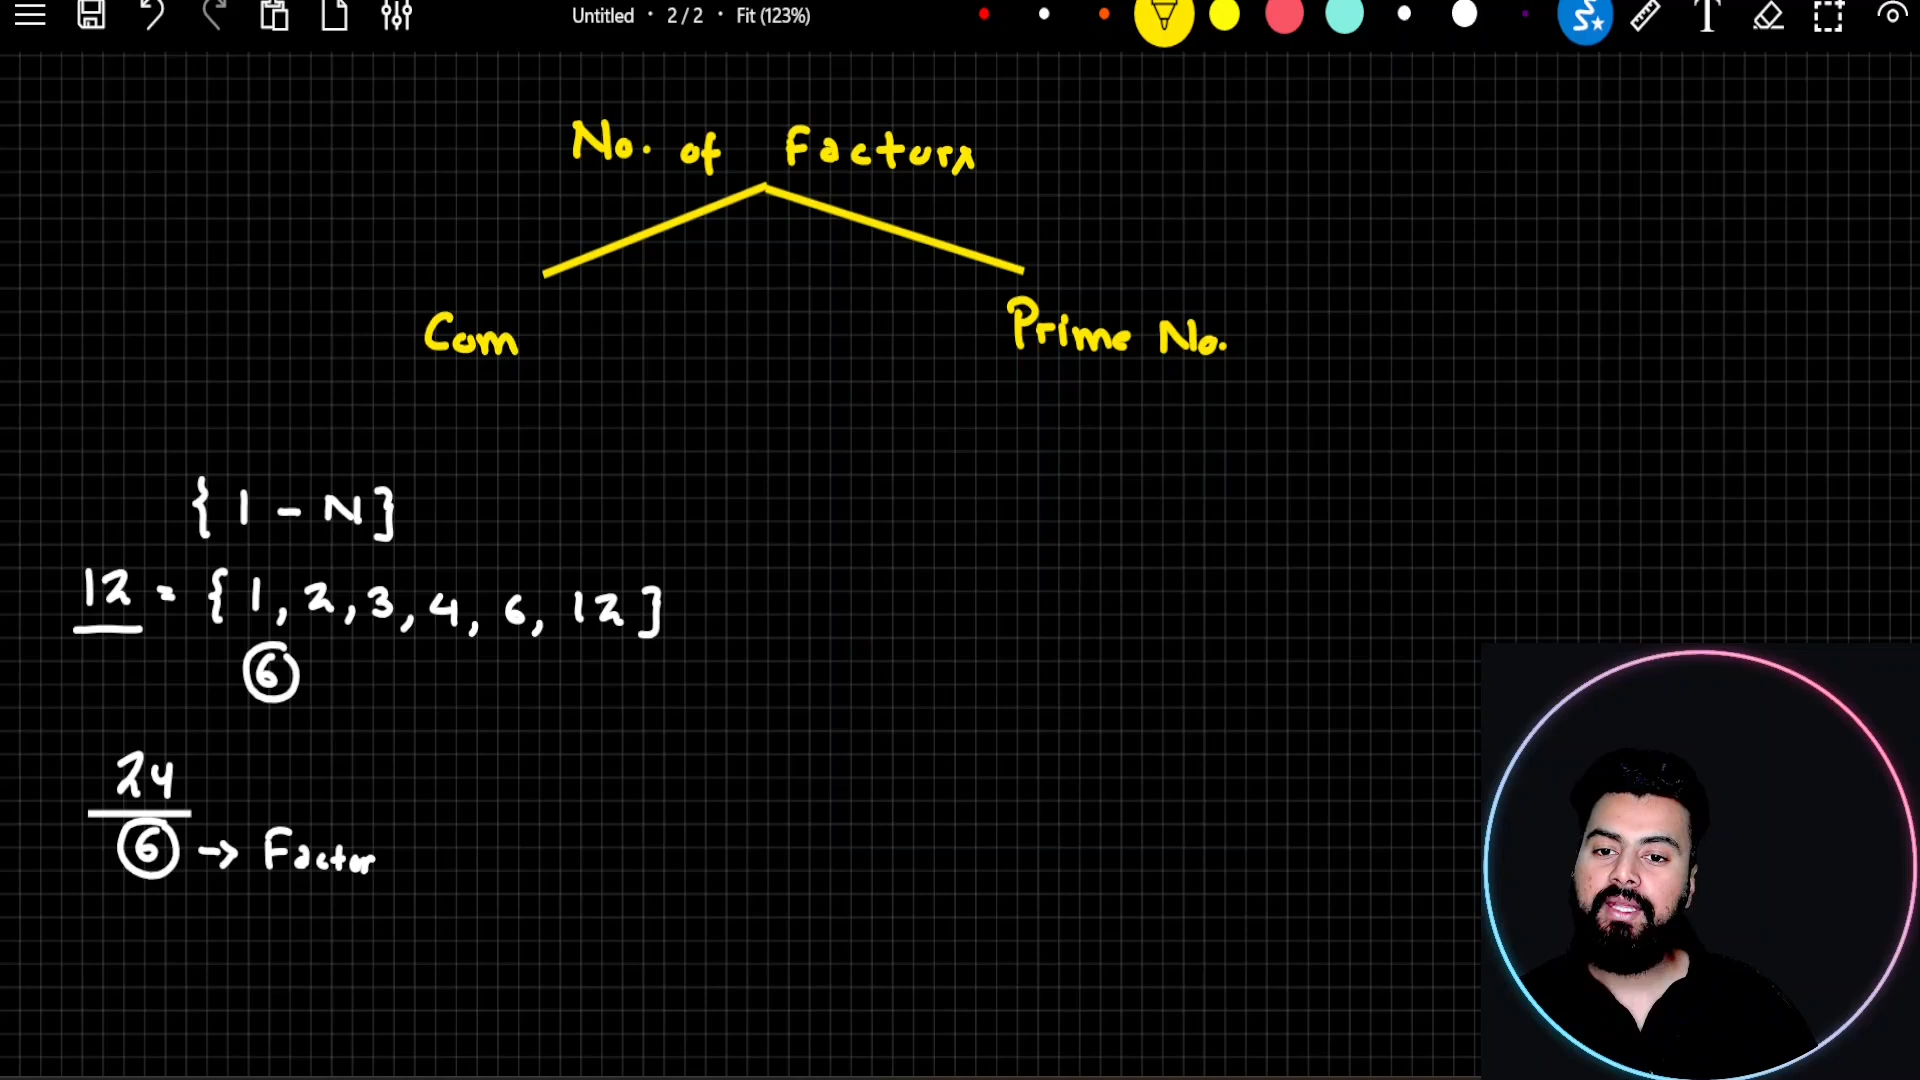 Untitled · 2 / 2 · Fit (123%)
No. of Factors
Com
Prime No.
{ 1 - N }
12 = { 1, 2, 3, 4, 6, 12 }
6
24
6 → Factor